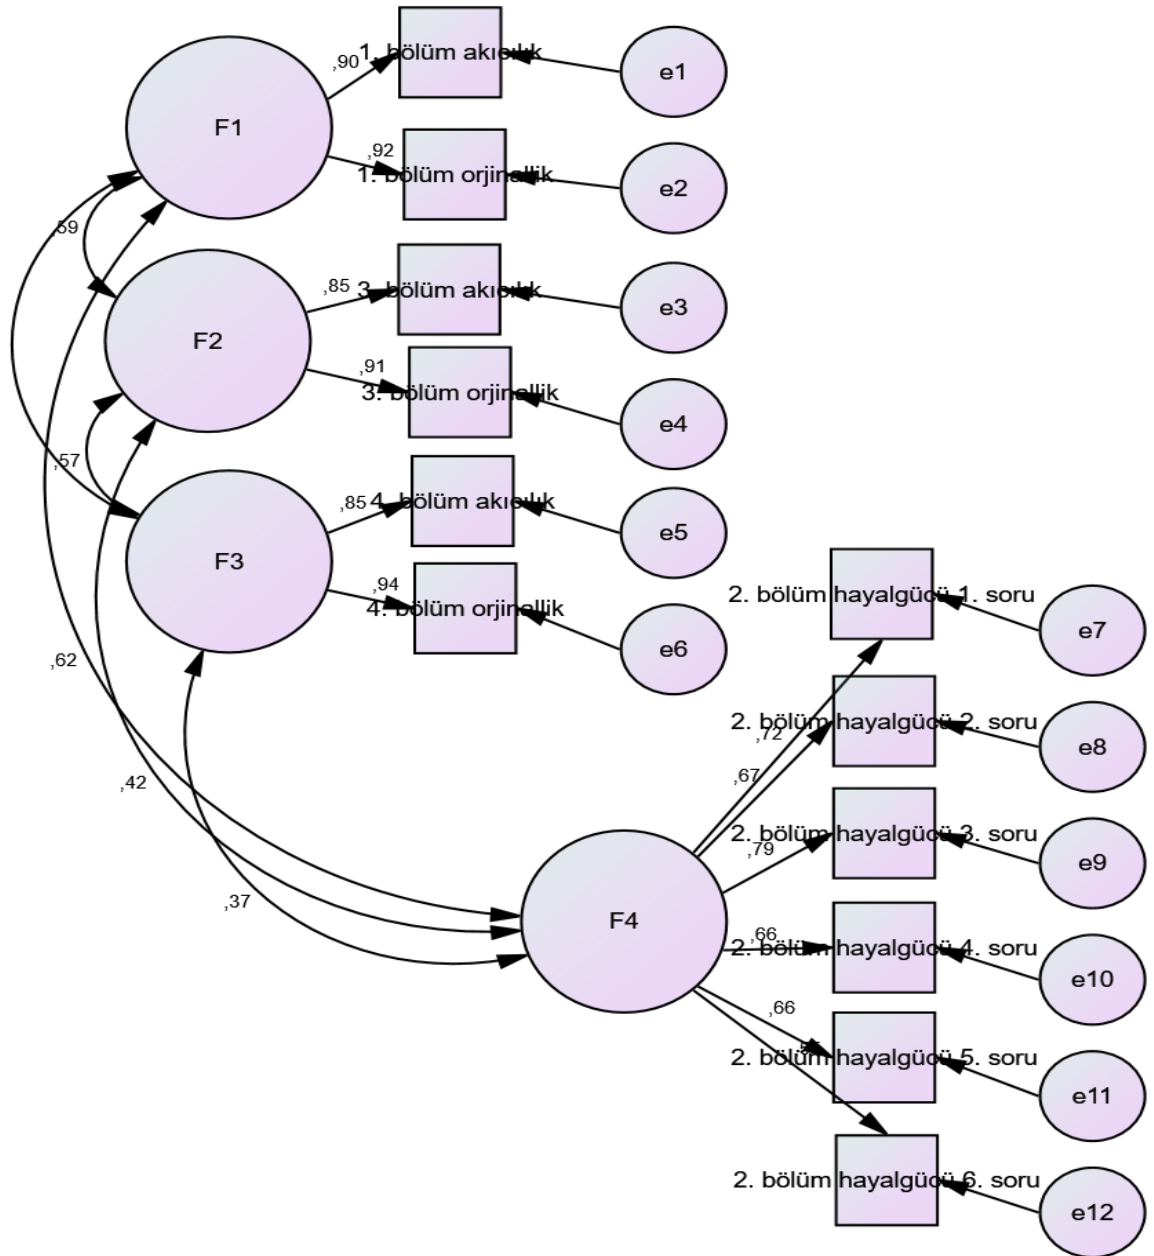 F1
,90
1. bölüm akıcılık
e1
,92
1. bölüm orjinallik
e2
,59
F2
,85
3. bölüm akıcılık
e3
,91
3. bölüm orjinallik
e4
,57
F3
,85
4. bölüm akıcılık
e5
,94
4. bölüm orjinallik
e6
,62
,42
,37
F4
,72
2. bölüm hayalgücü 1. soru
e7
,67
2. bölüm hayalgücü 2. soru
e8
,79
2. bölüm hayalgücü 3. soru
e9
,66
2. bölüm hayalgücü 4. soru
e10
,66
2. bölüm hayalgücü 5. soru
e11
2. bölüm hayalgücü 6. soru
e12